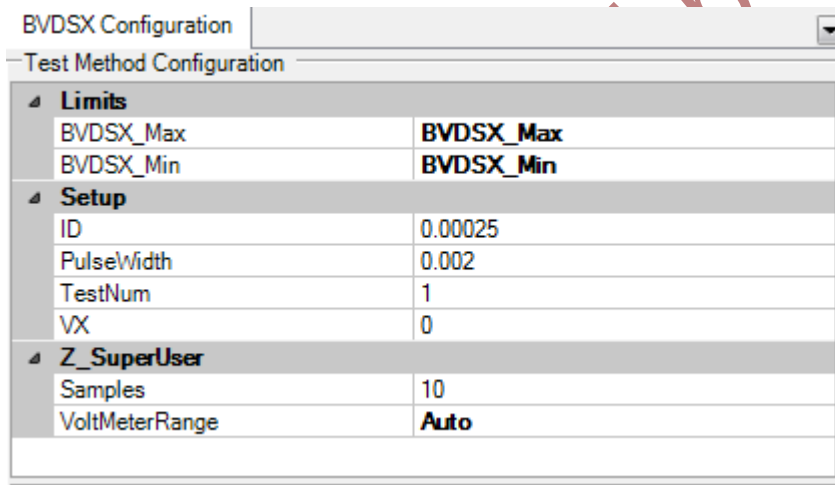 BVDSX Configuration
Test Method Configuration
Limits
BVDSX_Max BVDSX_Max
BVDSX_Min BVDSX_Min
Setup
ID 0.00025
PulseWidth 0.002
TestNum 1
VX 0
Z_SuperUser
Samples 10
VoltMeterRange Auto